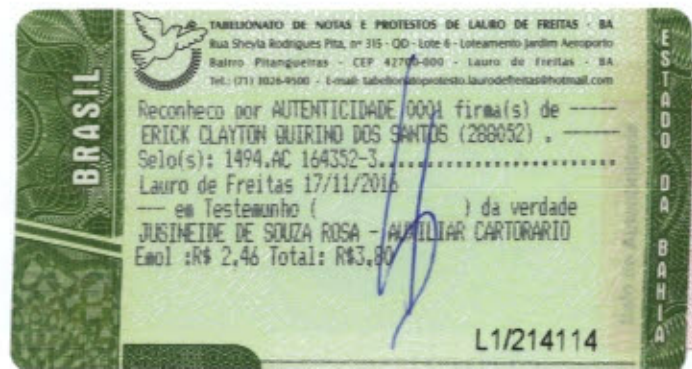 TABELIONATO DE NOTAS E PROTESTOS DE LAURO DE FREITAS - BA
Rua Sheyla Rodrigues Pita, nº 315 - QD - Lote 6 - Loteamento Jardim Aeroporto
Bairro Pitangueiras - CEP 42700-000 - Lauro de Freitas - BA
Tel.: (71) 3026-9500 - E-mail: tabelionatoprotesto.laurodefreitas@hotmail.com
BRASIL
Reconheco por AUTENTICIDADE 0001 firma(s) de -----
ERICK CLAYTON QUIRINO DOS SANTOS (288052) . ------
Selo(s): 1494.AC 164352-3........................
Lauro de Freitas 17/11/2016
--- em Testemunho ( ) da verdade
JUSINEIDE DE SOUZA ROSA - AUXILIAR CARTORARIO
Emol :R$ 2,46 Total: R$3,80
L1/214114
ESTADO DA BAHIA